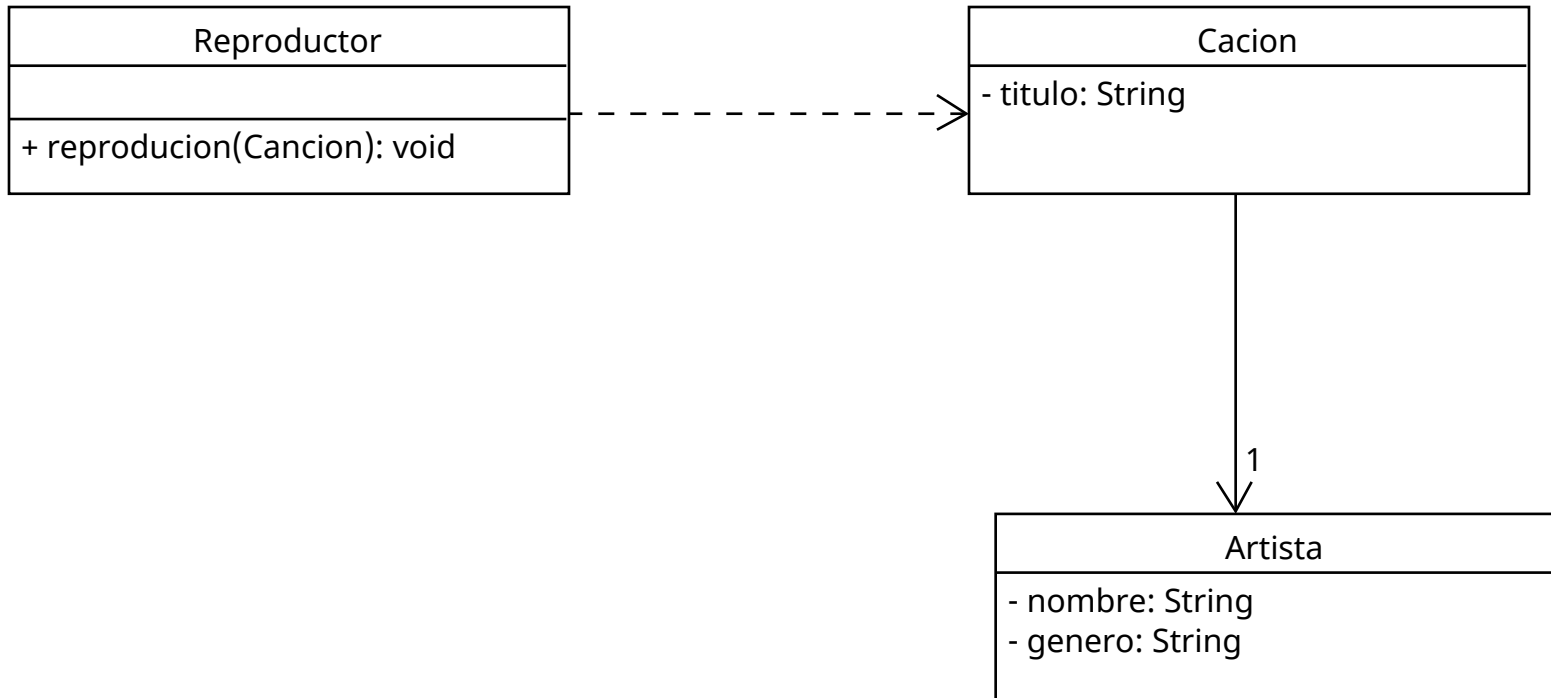 Reproductor
+ reproducion(Cancion): void
Cacion
- titulo: String
1
Artista
- nombre: String
- genero: String